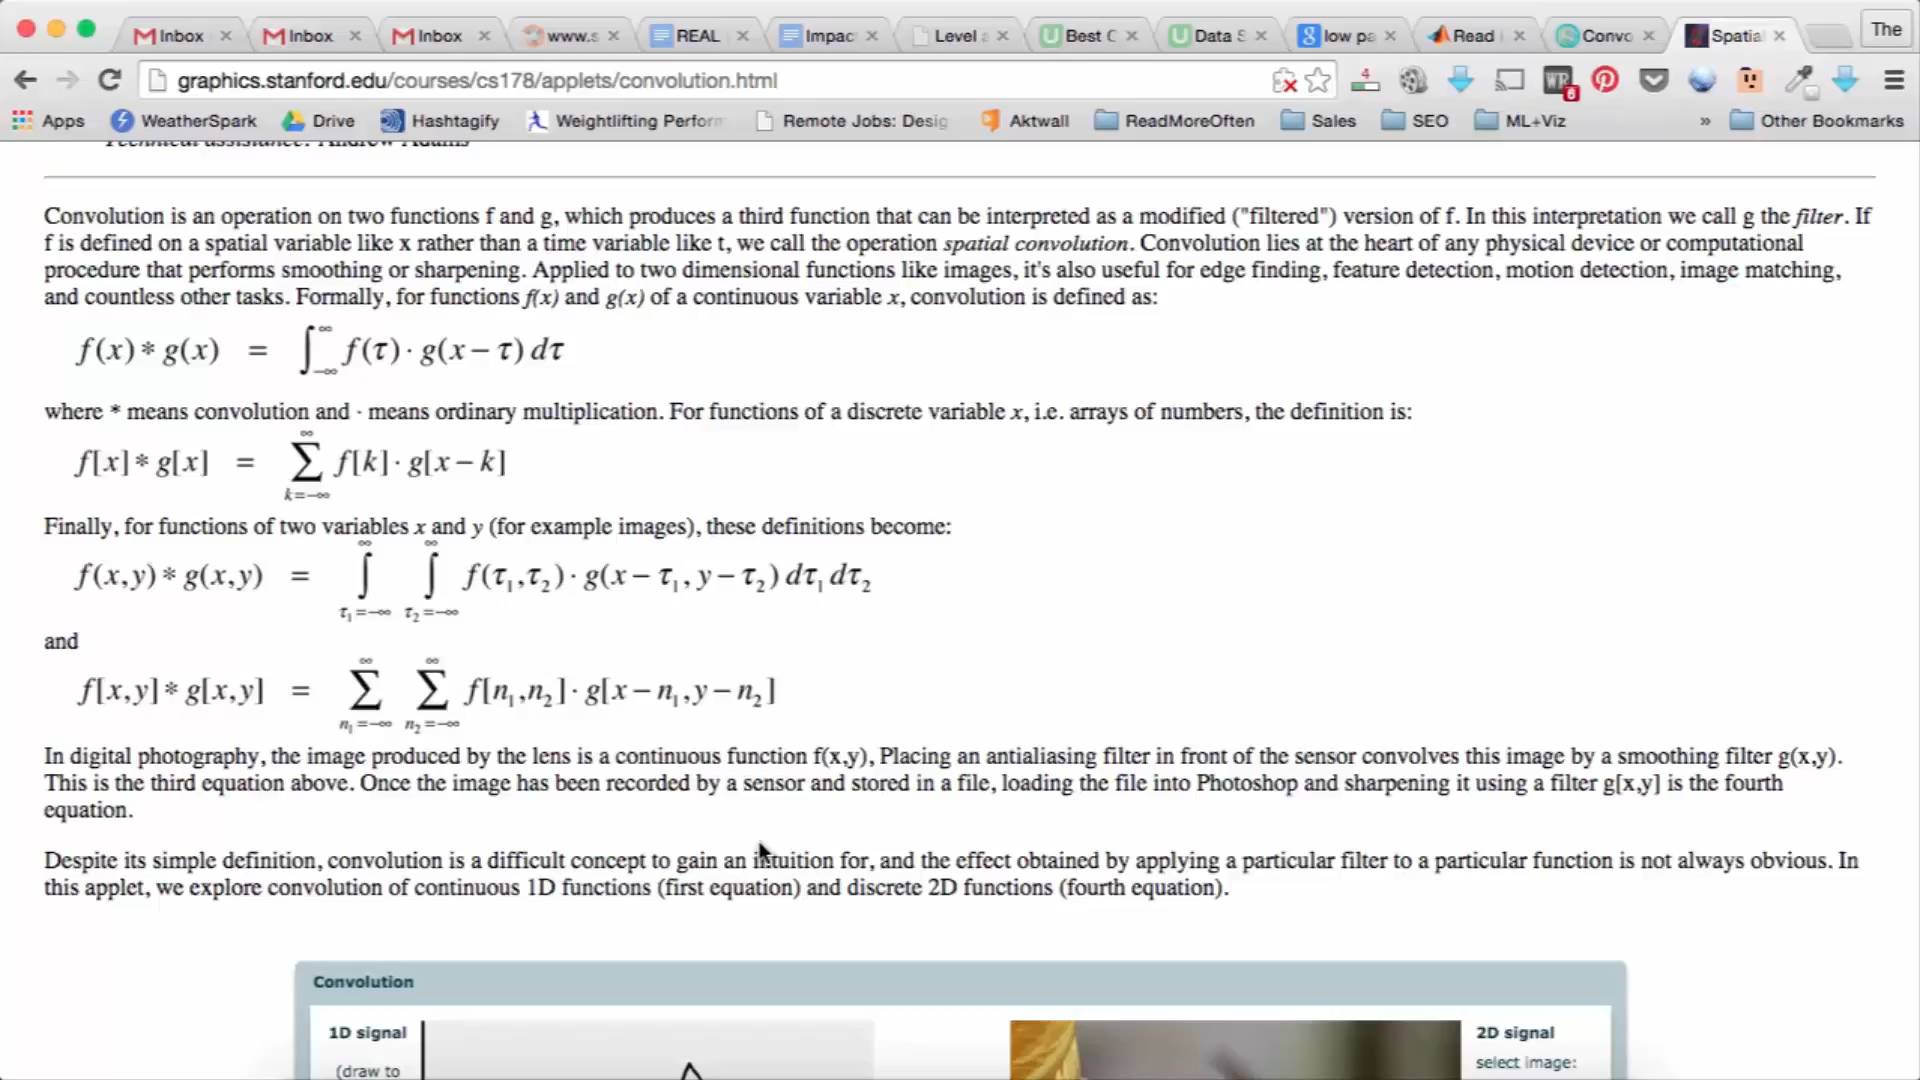 Inbox Inbox Inbox www.s REAL Impac Level a Best C Data S low pa Read Convo Spatia The
graphics.stanford.edu/courses/cs178/applets/convolution.html 4 WR 6
Apps WeatherSpark Drive Hashtagify Weightlifting Perform Remote Jobs: Desig Aktwall ReadMoreOften Sales SEO ML+Viz » Other Bookmarks
Technical assistance: Andrew Adams
Convolution is an operation on two functions f and g, which produces a third function that can be interpreted as a modified ("filtered") version of f. In this interpretation we call g the filter. If
f is defined on a spatial variable like x rather than a time variable like t, we call the operation spatial convolution. Convolution lies at the heart of any physical device or computational
procedure that performs smoothing or sharpening. Applied to two dimensional functions like images, it's also useful for edge finding, feature detection, motion detection, image matching,
and countless other tasks. Formally, for functions f(x) and g(x) of a continuous variable x, convolution is defined as:
f(x) * g(x) = ∫_{-∞}^{∞} f(τ) · g(x − τ) dτ
where * means convolution and · means ordinary multiplication. For functions of a discrete variable x, i.e. arrays of numbers, the definition is:
f[x] * g[x] = ∑_{k=-∞}^{∞} f[k] · g[x − k]
Finally, for functions of two variables x and y (for example images), these definitions become:
f(x,y) * g(x,y) = ∫_{τ₁=-∞}^{∞} ∫_{τ₂=-∞}^{∞} f(τ₁,τ₂) · g(x − τ₁, y − τ₂) dτ₁ dτ₂
and
f[x,y] * g[x,y] = ∑_{n₁=-∞}^{∞} ∑_{n₂=-∞}^{∞} f[n₁,n₂] · g[x − n₁, y − n₂]
In digital photography, the image produced by the lens is a continuous function f(x,y), Placing an antialiasing filter in front of the sensor convolves this image by a smoothing filter g(x,y).
This is the third equation above. Once the image has been recorded by a sensor and stored in a file, loading the file into Photoshop and sharpening it using a filter g[x,y] is the fourth
equation.
Despite its simple definition, convolution is a difficult concept to gain an intuition for, and the effect obtained by applying a particular filter to a particular function is not always obvious. In
this applet, we explore convolution of continuous 1D functions (first equation) and discrete 2D functions (fourth equation).
Convolution
1D signal
(draw to
2D signal
select image: